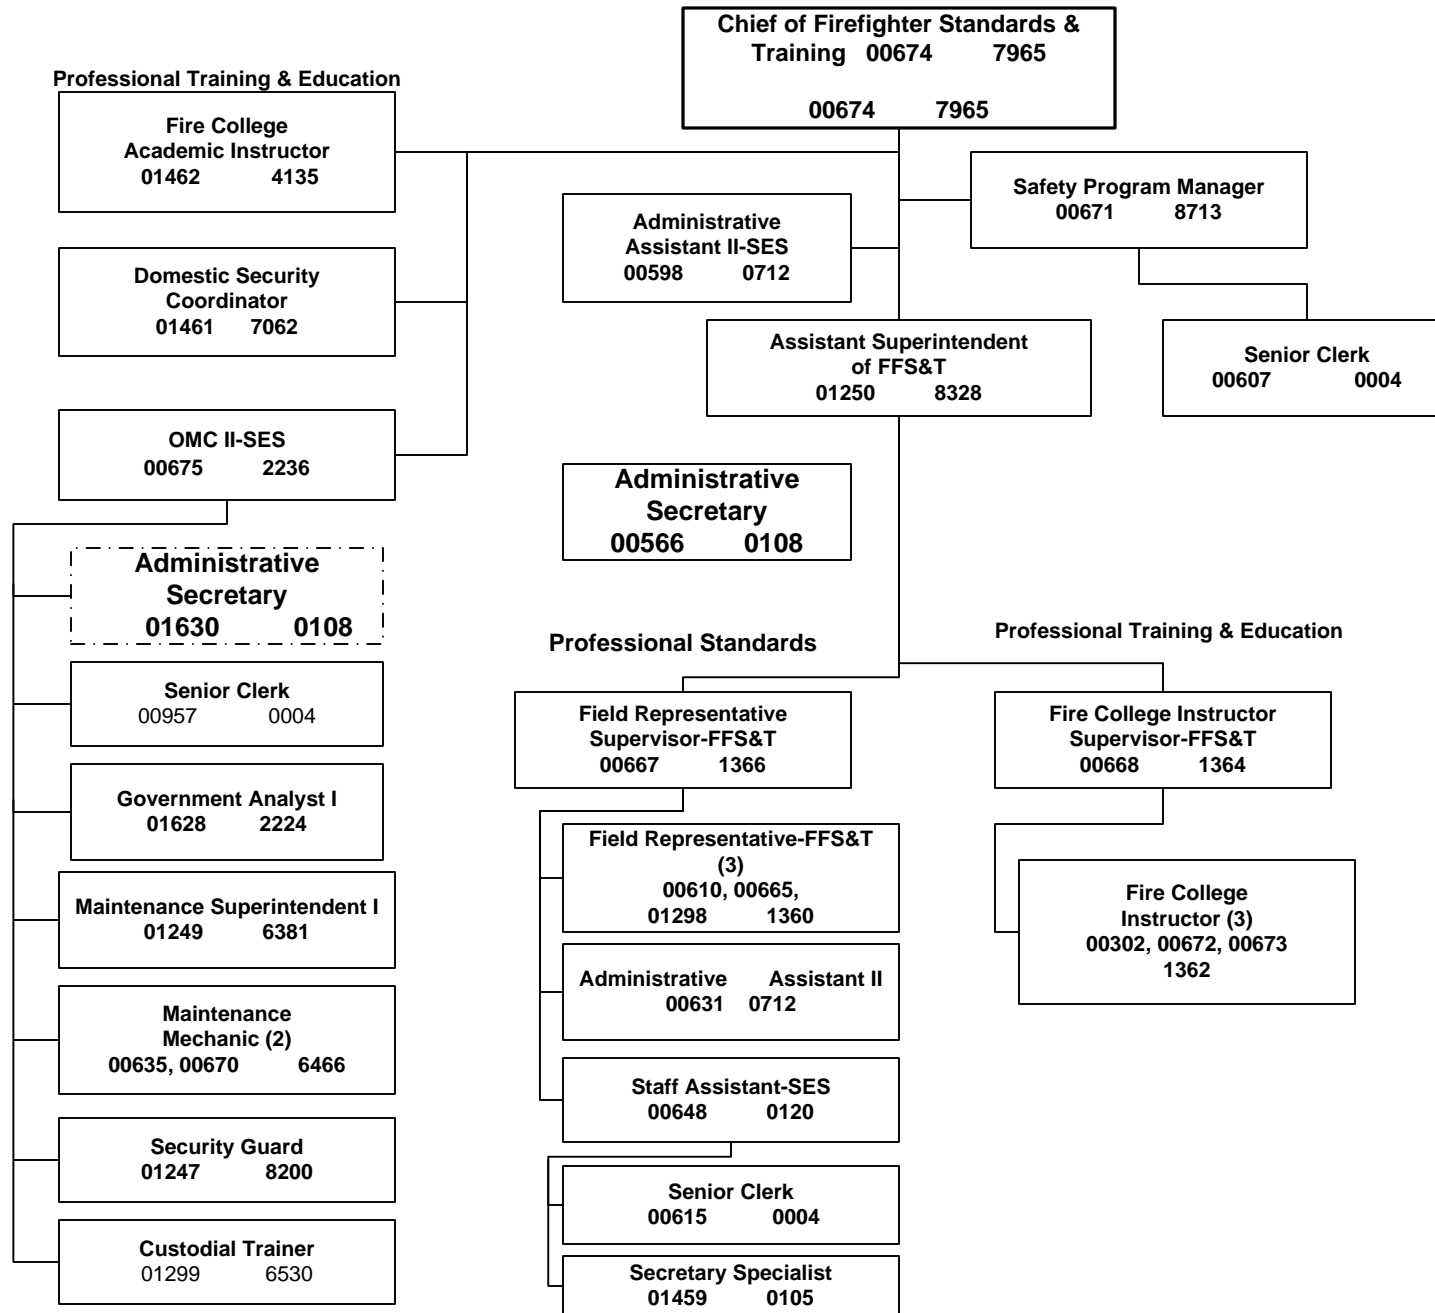 Chief of Firefighter Standards &
Training 00674 7965
00674 7965
Professional Training & Education
Fire College
Academic Instructor
01462 4135
Domestic Security
Coordinator
01461 7062
OMC II-SES
00675 2236
Administrative
Secretary
01630 0108
Senior Clerk
00957 0004
Government Analyst I
01628 2224
Maintenance Superintendent I
01249 6381
Maintenance
Mechanic (2)
00635, 00670 6466
Security Guard
01247 8200
Custodial Trainer
01299 6530
Administrative
Assistant II-SES
00598 0712
Safety Program Manager
00671 8713
Senior Clerk
00607 0004
Assistant Superintendent
of FFS&T
01250 8328
Administrative
Secretary
00566 0108
Professional Standards
Field Representative
Supervisor-FFS&T
00667 1366
Field Representative-FFS&T
(3)
00610, 00665,
01298 1360
Administrative Assistant II
00631 0712
Staff Assistant-SES
00648 0120
Senior Clerk
00615 0004
Secretary Specialist
01459 0105
Professional Training & Education
Fire College Instructor
Supervisor-FFS&T
00668 1364
Fire College
Instructor (3)
00302, 00672, 00673
1362